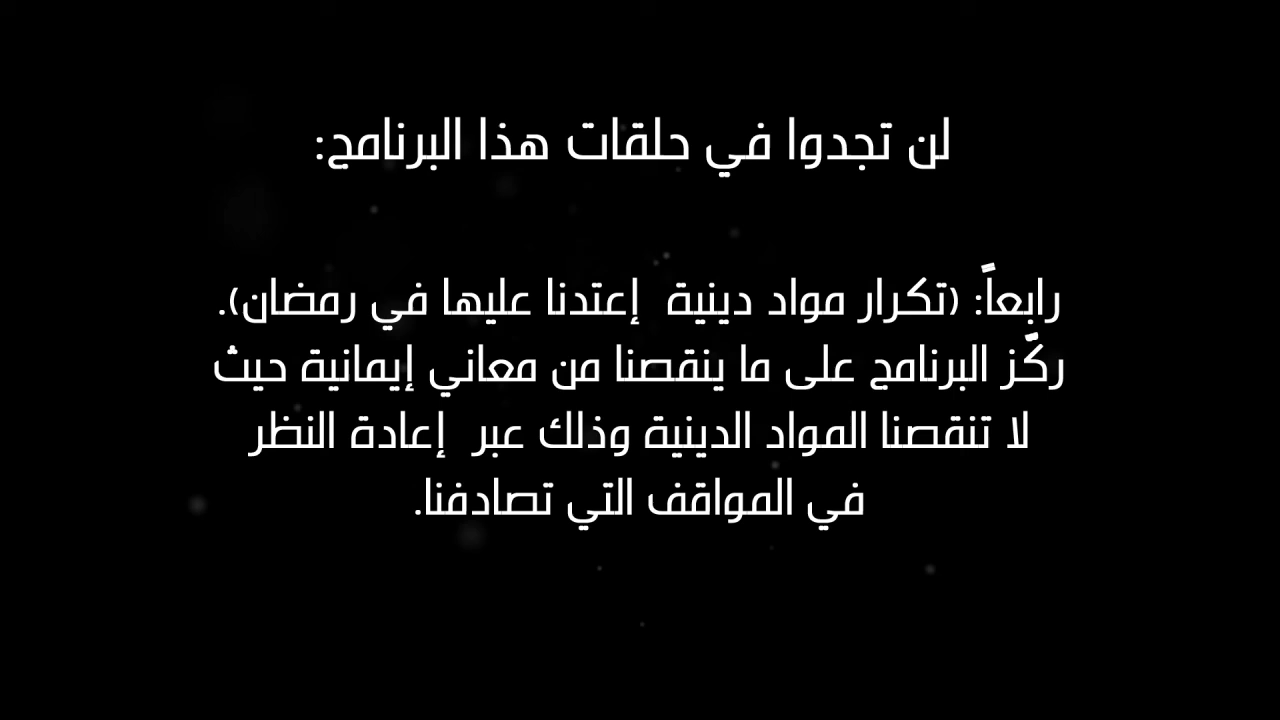 لن تجدوا في حلقات هذا البرنامج:
رابعاً: (تكرار مواد دينية  إعتدنا عليها في رمضان).
ركّز البرنامج على ما ينقصنا من معاني إيمانية حيث
لا تنقصنا المواد الدينية وذلك عبر  إعادة النظر
في المواقف التي تصادفنا.